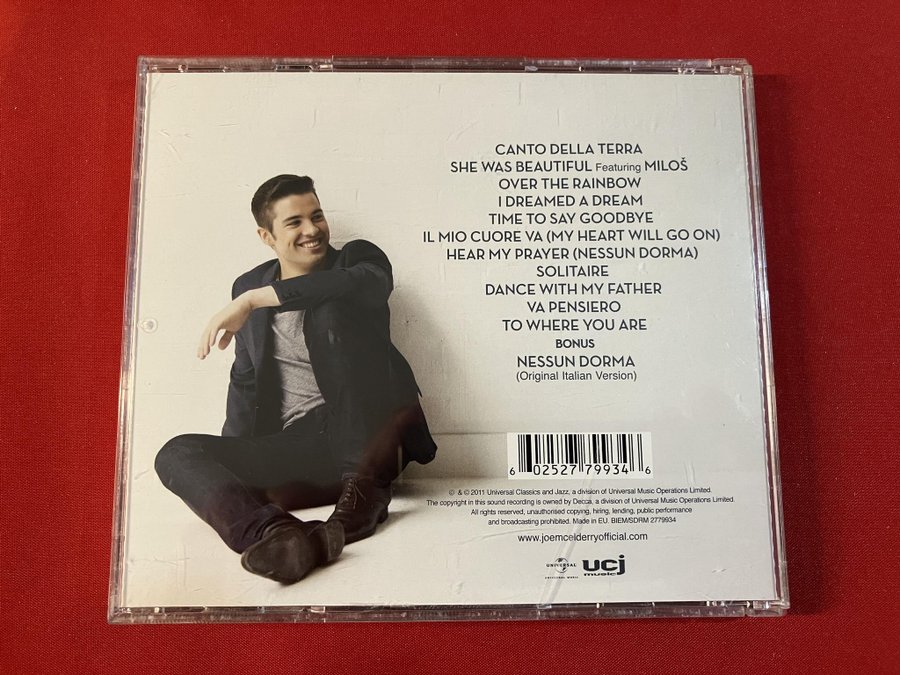 CANTO DELLA TERRA
SHE WAS BEAUTIFUL Featuring MILOŠ
OVER THE RAINBOW
I DREAMED A DREAM
TIME TO SAY GOODBYE
IL MIO CUORE VA (MY HEART WILL GO ON)
HEAR MY PRAYER (NESSUN DORMA)
SOLITAIRE
DANCE WITH MY FATHER
VA PENSIERO
TO WHERE YOU ARE
BONUS
NESSUN DORMA
(Original Italian Version)
6 02527 79934 6
℗ & © 2011 Universal Classics and Jazz, a division of Universal Music Operations Limited.
The copyright in this sound recording is owned by Decca, a division of Universal Music Operations Limited.
All rights reserved, unauthorised copying, hiring, lending, public performance
and broadcasting prohibited. Made in EU. BIEM/SDRM 2779934
www.joemcelderryofficial.com
UNIVERSAL
UNIVERSAL MUSIC
ucj
music